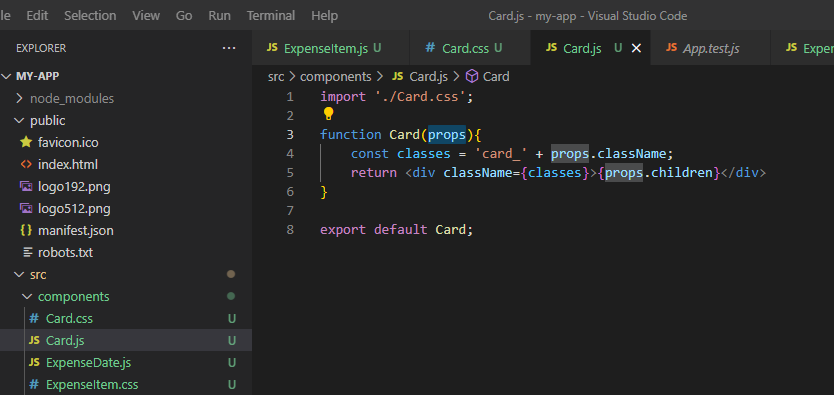 le Edit Selection View Go Run Terminal Help Card.js - my-app - Visual Studio Code
EXPLORER ···
MY-APP
node_modules
public
favicon.ico
index.html
logo192.png
logo512.png
manifest.json
robots.txt
src
components
Card.css U
Card.js U
ExpenseDate.js U
ExpenseItem.css U
JS ExpenseItem.js U # Card.css U JS Card.js U × JS App.test.js JS Expen
src > components > JS Card.js > Card
1 import './Card.css';
2
3 function Card(props){
4 const classes = 'card_' + props.className;
5 return <div className={classes}>{props.children}</div>
6 }
7
8 export default Card;